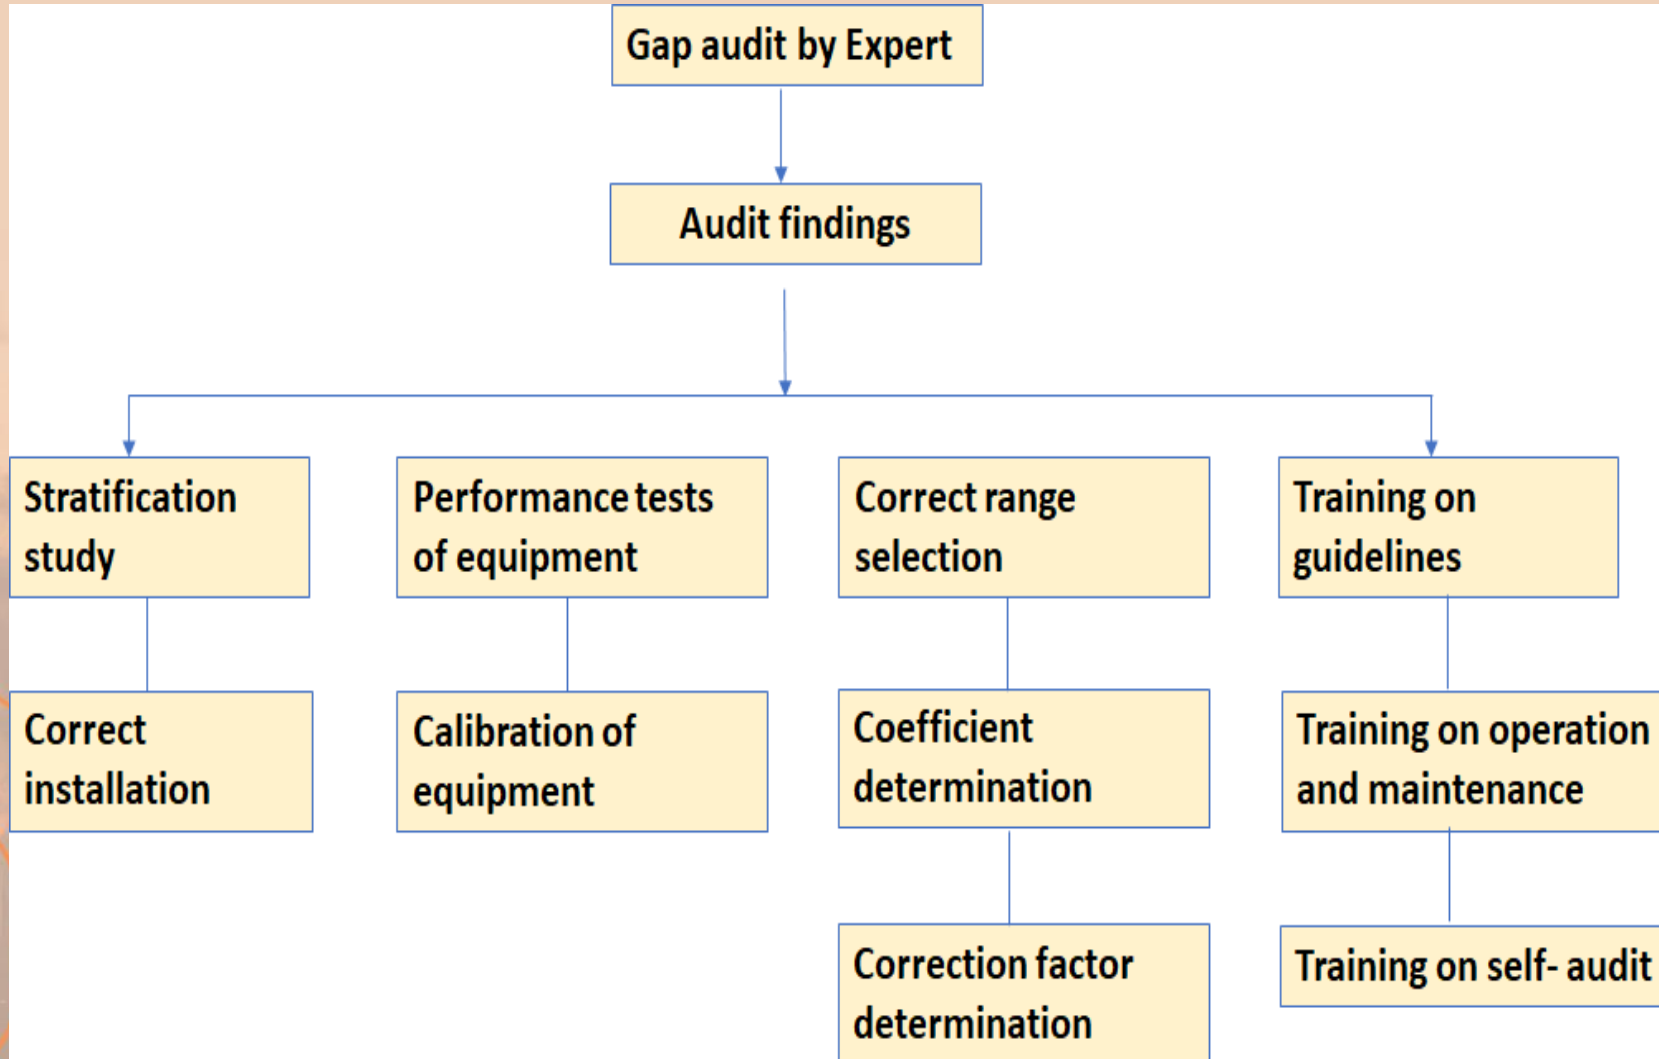 Gap audit by Expert
Audit findings
Stratification
study
Performance tests
of equipment
Correct range
selection
Training on
guidelines
Correct
installation
Calibration of
equipment
Coefficient
determination
Training on operation
and maintenance
Correction factor
determination
Training on self- audit